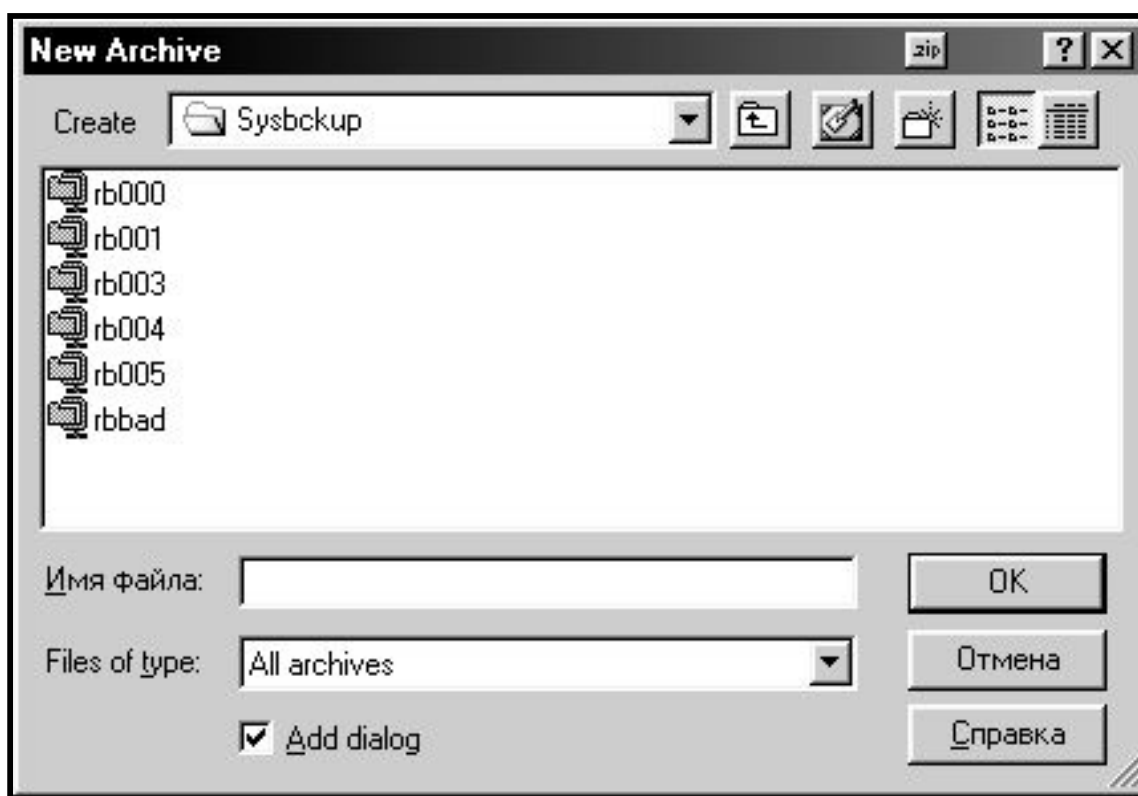 New Archive .zip ? X
Create Sysbckup
rb000
rb001
rb003
rb004
rb005
rbbad
Имя файла: OK
Files of type: All archives Отмена
Add dialog Справка